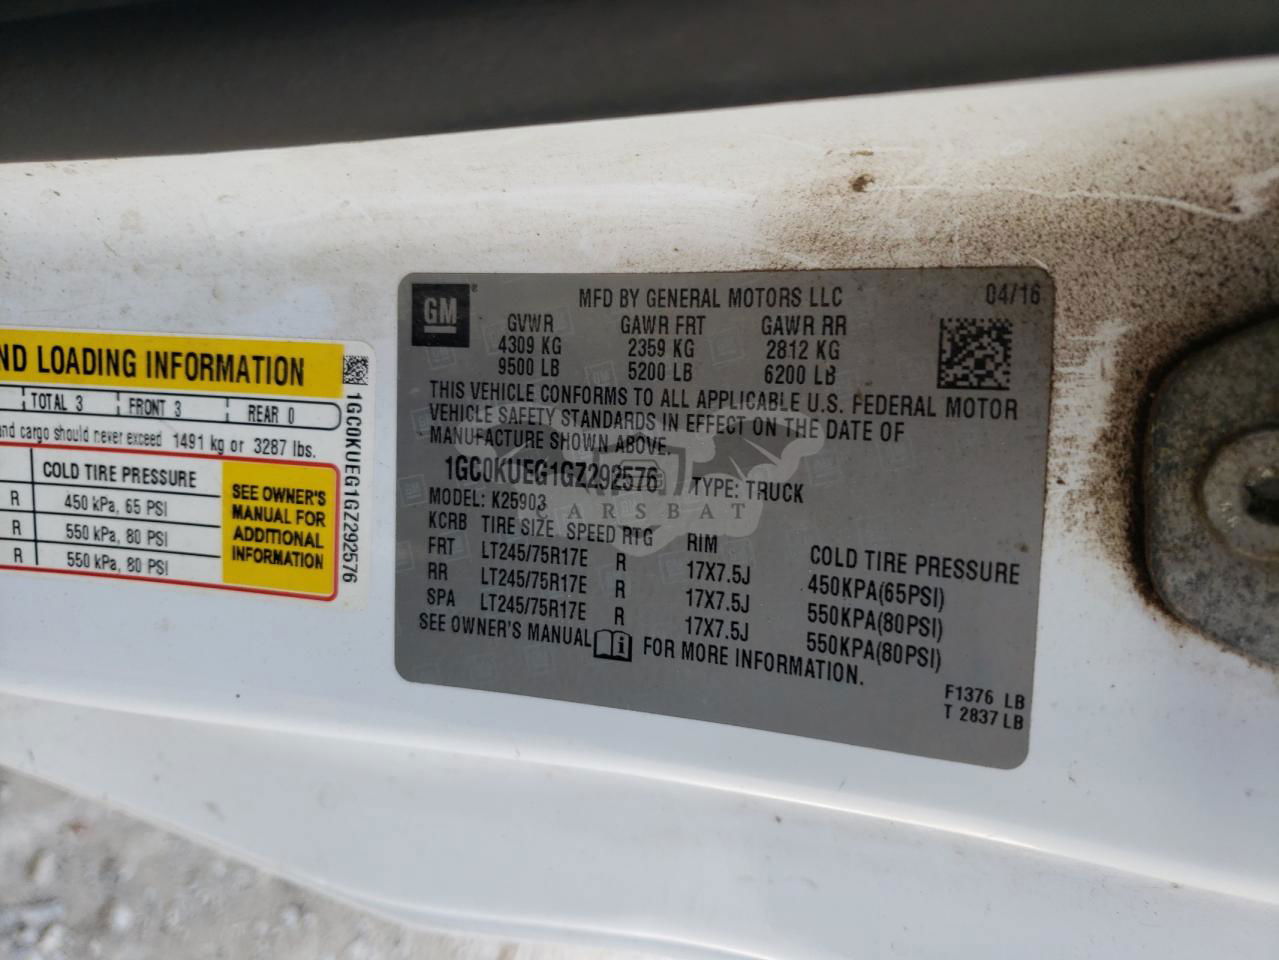 ND LOADING INFORMATION
TOTAL 3 FRONT 3 REAR 0
and cargo should never exceed 1491 kg or 3287 lbs.
COLD TIRE PRESSURE
R 450 kPa, 65 PSI
R 550 kPa, 80 PSI
R 550 kPa, 80 PSI
SEE OWNER'S
MANUAL FOR
ADDITIONAL
INFORMATION
1GC0KUEG1GZ292576
GM ®
MFD BY GENERAL MOTORS LLC 04/16
GVWR GAWR FRT GAWR RR
4309 KG 2359 KG 2812 KG
9500 LB 5200 LB 6200 LB
THIS VEHICLE CONFORMS TO ALL APPLICABLE U.S. FEDERAL MOTOR
VEHICLE SAFETY STANDARDS IN EFFECT ON THE DATE OF
MANUFACTURE SHOWN ABOVE.
1GC0KUEG1GZ292576 TYPE: TRUCK
MODEL: K25903
CARSBAT
KCRB TIRE SIZE SPEED RTG RIM COLD TIRE PRESSURE
FRT LT245/75R17E R 17X7.5J 450KPA(65PSI)
RR LT245/75R17E R 17X7.5J 550KPA(80PSI)
SPA LT245/75R17E R 17X7.5J 550KPA(80PSI)
SEE OWNER'S MANUAL i FOR MORE INFORMATION.
F1376 LB
T 2837 LB